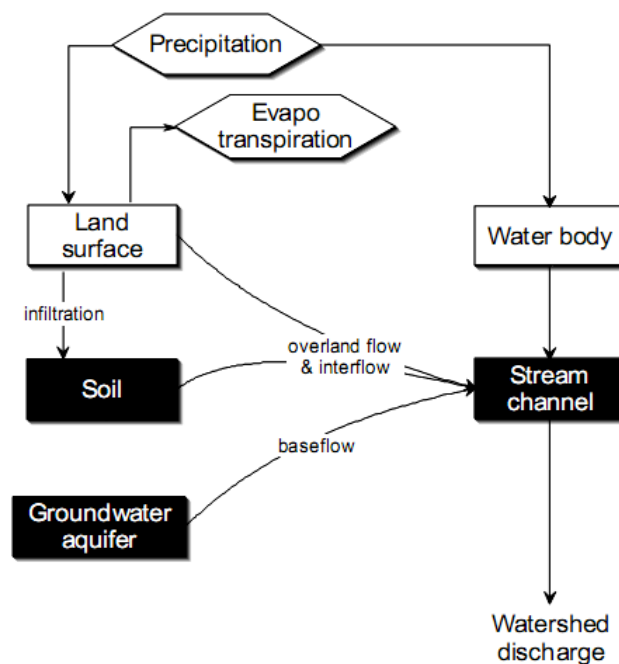 Precipitation
Evapo
transpiration
Land
surface
Water body
infiltration
overland flow
& interflow
Soil
Stream
channel
baseflow
Groundwater
aquifer
Watershed
discharge